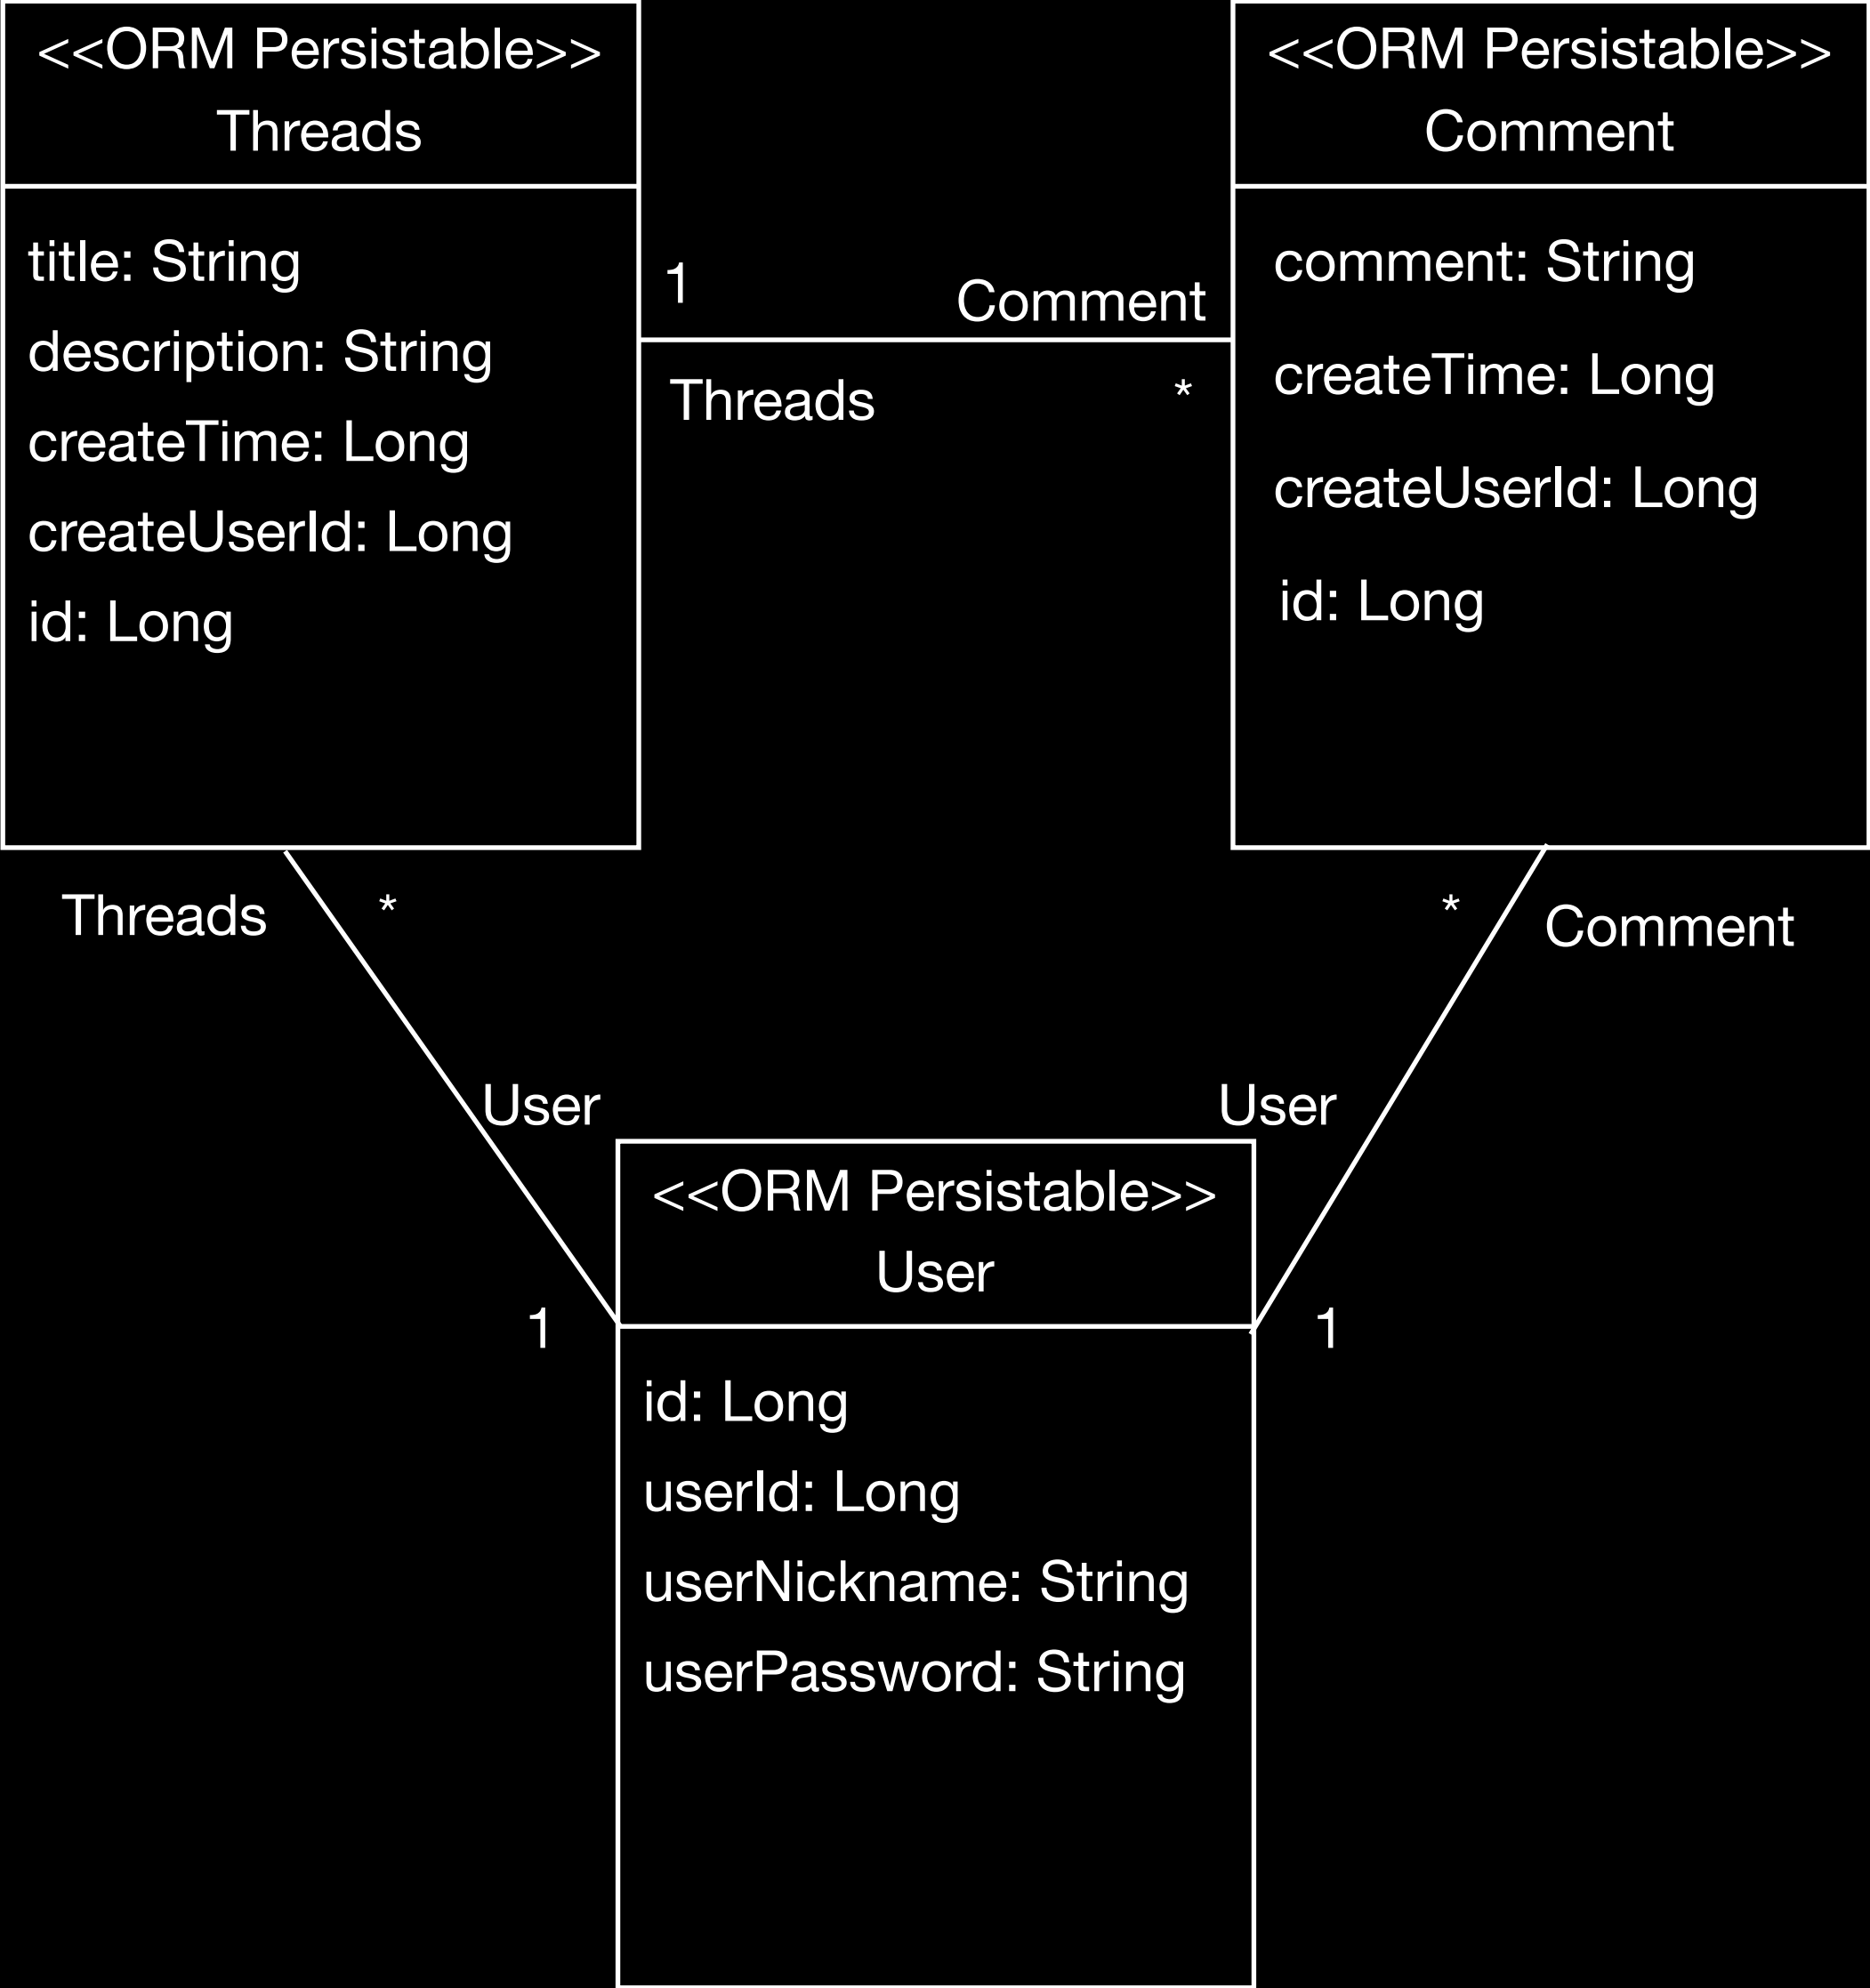 <<ORM Persistable>>
Threads
title: String
description: String
createTime: Long
createUserId: Long
id: Long
1
Comment
Threads
*
<<ORM Persistable>>
Comment
comment: String
createTime: Long
createUserId: Long
id: Long
Threads
*
*
Comment
User
User
1
1
<<ORM Persistable>>
User
id: Long
userId: Long
userNickname: String
userPassword: String